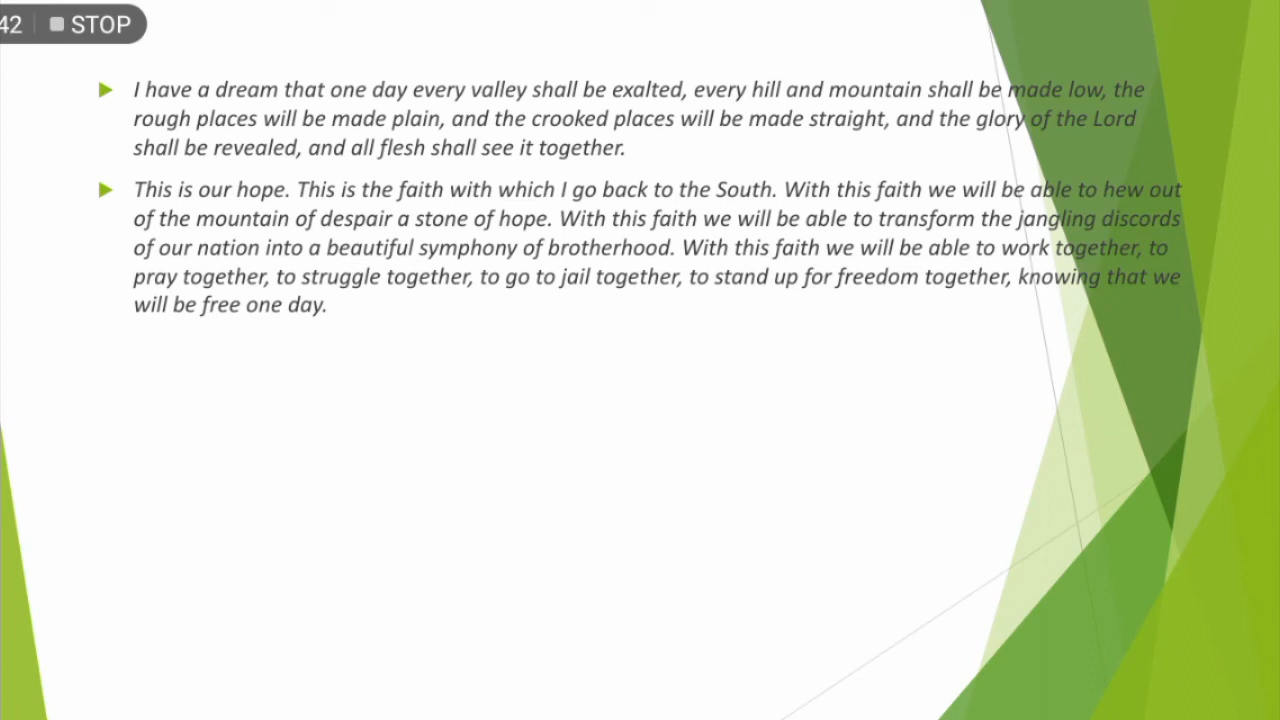 42 STOP
I have a dream that one day every valley shall be exalted, every hill and mountain shall be made low, the
rough places will be made plain, and the crooked places will be made straight, and the glory of the Lord
shall be revealed, and all flesh shall see it together.
This is our hope. This is the faith with which I go back to the South. With this faith we will be able to hew out
of the mountain of despair a stone of hope. With this faith we will be able to transform the jangling discords
of our nation into a beautiful symphony of brotherhood. With this faith we will be able to work together, to
pray together, to struggle together, to go to jail together, to stand up for freedom together, knowing that we
will be free one day.